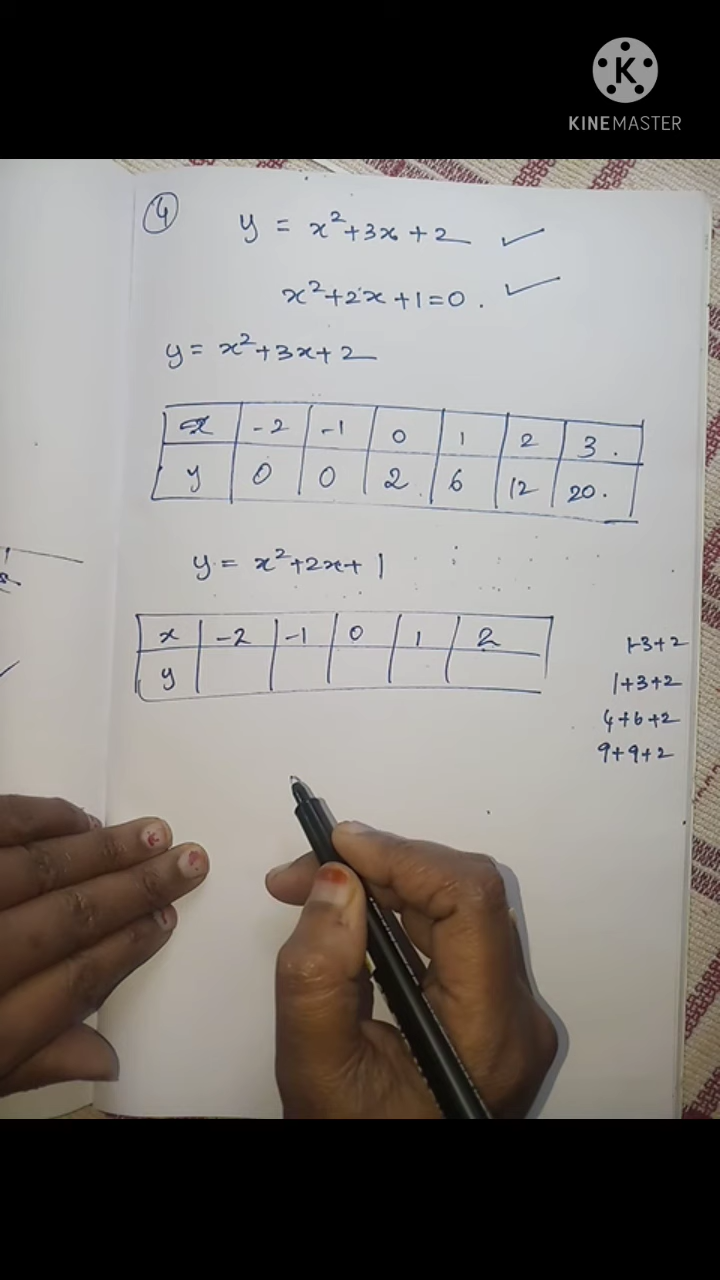 K
KINEMASTER
4
y = x²+3x+2
x²+2x+1=0.
y = x²+3x+2
x -2 -1 0 1 2 3.
y 0 0 2. 6 12 20.
y = x²+2x+1
x -2 -1 0 1 2
y
1-3+2
1+3+2
4+6+2
9+9+2